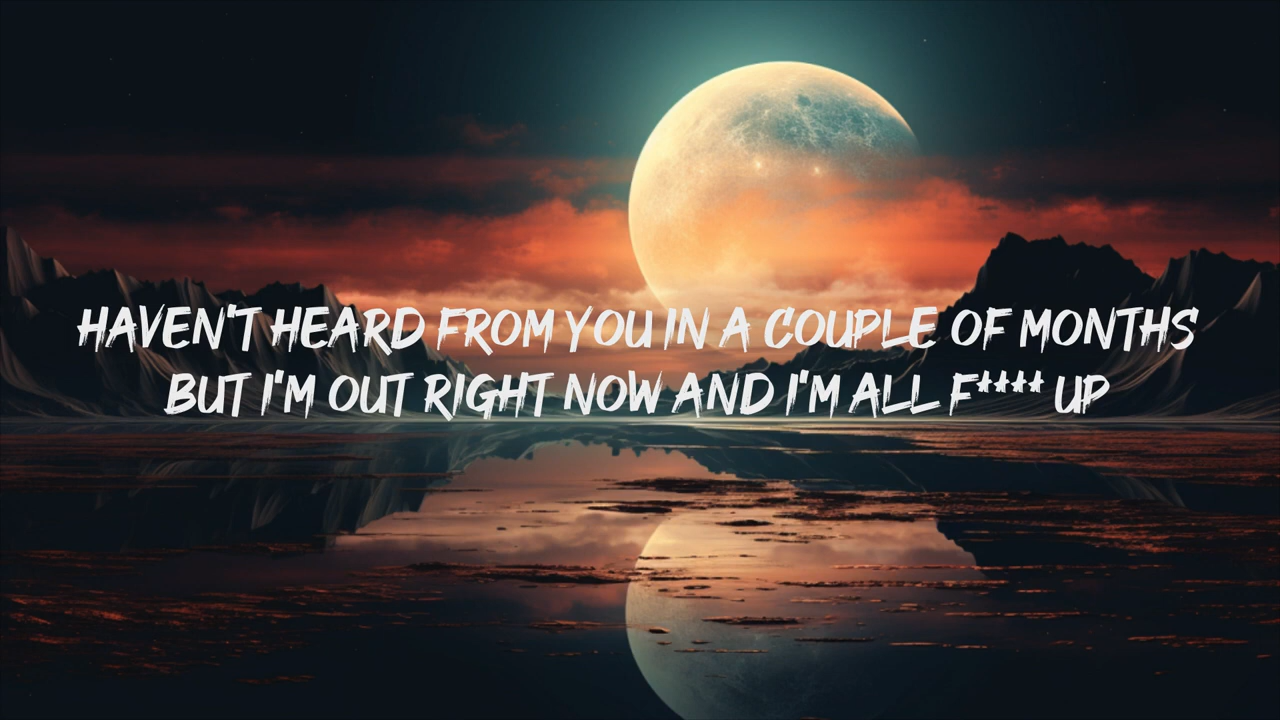 HAVEN'T HEARD FROM YOU IN A COUPLE OF MONTHS
BUT I'M OUT RIGHT NOW AND I'M ALL F**** UP